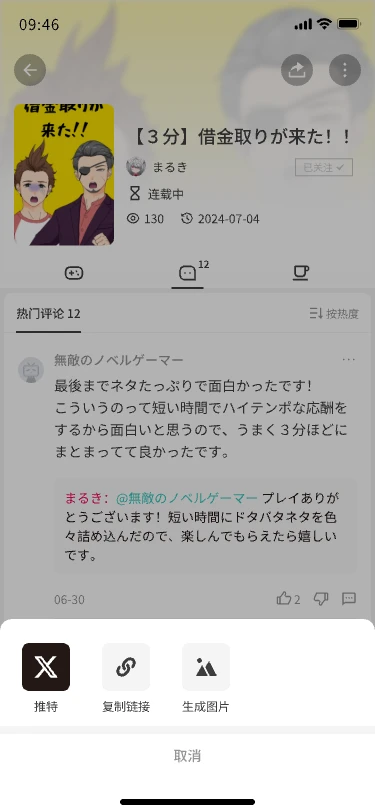 09:46
借金取りが
来た!!
【３分】借金取りが来た！！
まるき
已关注
连载中
130 2024-07-04
12
热门评论 12 按热度
無敵のノベルゲーマー
最後までネタたっぷりで面白かったです！
こういうのって短い時間でハイテンポな応酬を
するから面白いと思うので、うまく３分ほどに
まとまってて良かったです。
まるき：@無敵のノベルゲーマー プレイありが
とうございます！短い時間にドタバタネタを色
々詰め込んだので、楽しんでもらえたら嬉しい
です。
06-30 2
推特 复制链接 生成图片
取消